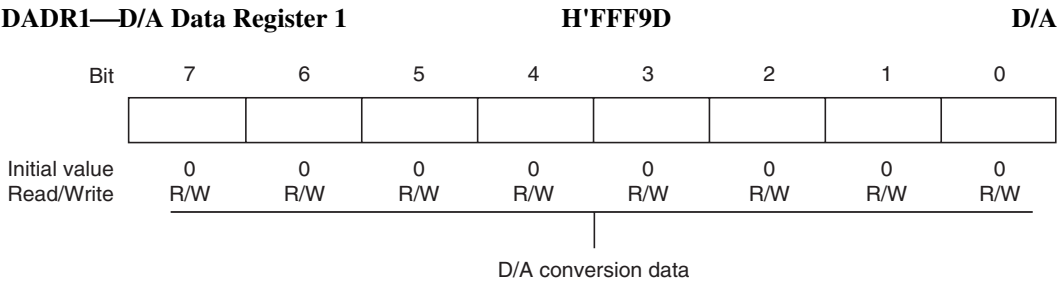 DADR1—D/A Data Register 1 H'FFF9D D/A
Bit 7 6 5 4 3 2 1 0
Initial value 0 0 0 0 0 0 0 0
Read/Write R/W R/W R/W R/W R/W R/W R/W R/W
D/A conversion data